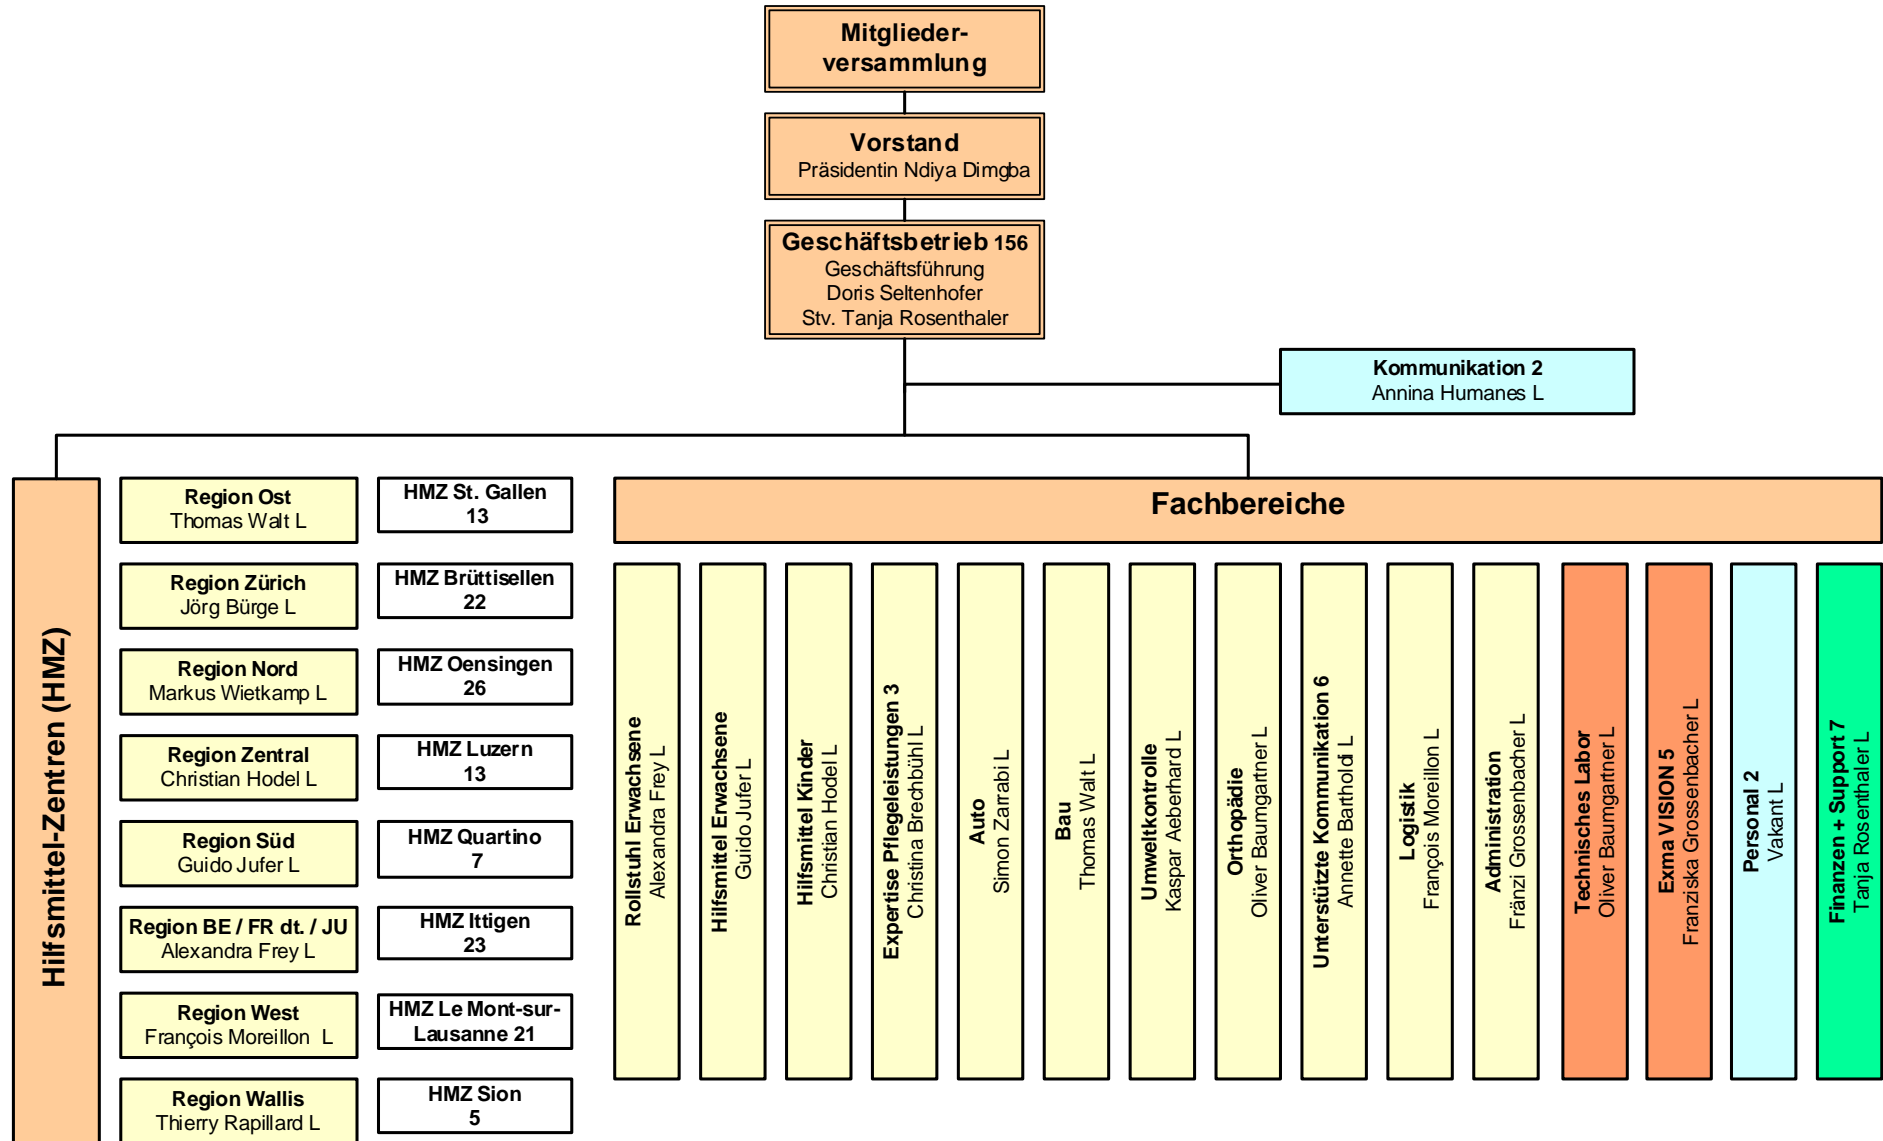 Mitglieder-
versammlung
Vorstand
Präsidentin Ndiya Dimgba
Geschäftsbetrieb 156
Geschäftsführung
Doris Seltenhofer
Stv. Tanja Rosenthaler
Kommunikation 2
Annina Humanes L
Hilfsmittel-Zentren (HMZ)
Region Ost
Thomas Walt L
HMZ St. Gallen
13
Region Zürich
Jörg Bürge L
HMZ Brüttisellen
22
Region Nord
Markus Wietkamp L
HMZ Oensingen
26
Region Zentral
Christian Hodel L
HMZ Luzern
13
Region Süd
Guido Jufer L
HMZ Quartino
7
Region BE / FR dt. / JU
Alexandra Frey L
HMZ Ittigen
23
Region West
François Moreillon L
HMZ Le Mont-sur-
Lausanne 21
Region Wallis
Thierry Rapillard L
HMZ Sion
5
Fachbereiche
Rollstuhl Erwachsene
Alexandra Frey L
Hilfsmittel Erwachsene
Guido Jufer L
Hilfsmittel Kinder
Christian Hodel L
Expertise Pflegeleistungen 3
Christina Brechbühl L
Auto
Simon Zarrabi L
Bau
Thomas Walt L
Umweltkontrolle
Kaspar Aeberhard L
Orthopädie
Oliver Baumgartner L
Unterstützte Kommunikation 6
Annette Barthold L
Logistik
François Moreillon L
Administration
Fränzi Grossenbacher L
Technisches Labor
Oliver Baumgartner L
Exma VISION 5
Franziska Grossenbacher L
Personal 2
Vakant L
Finanzen + Support 7
Tanja Rosenthaler L